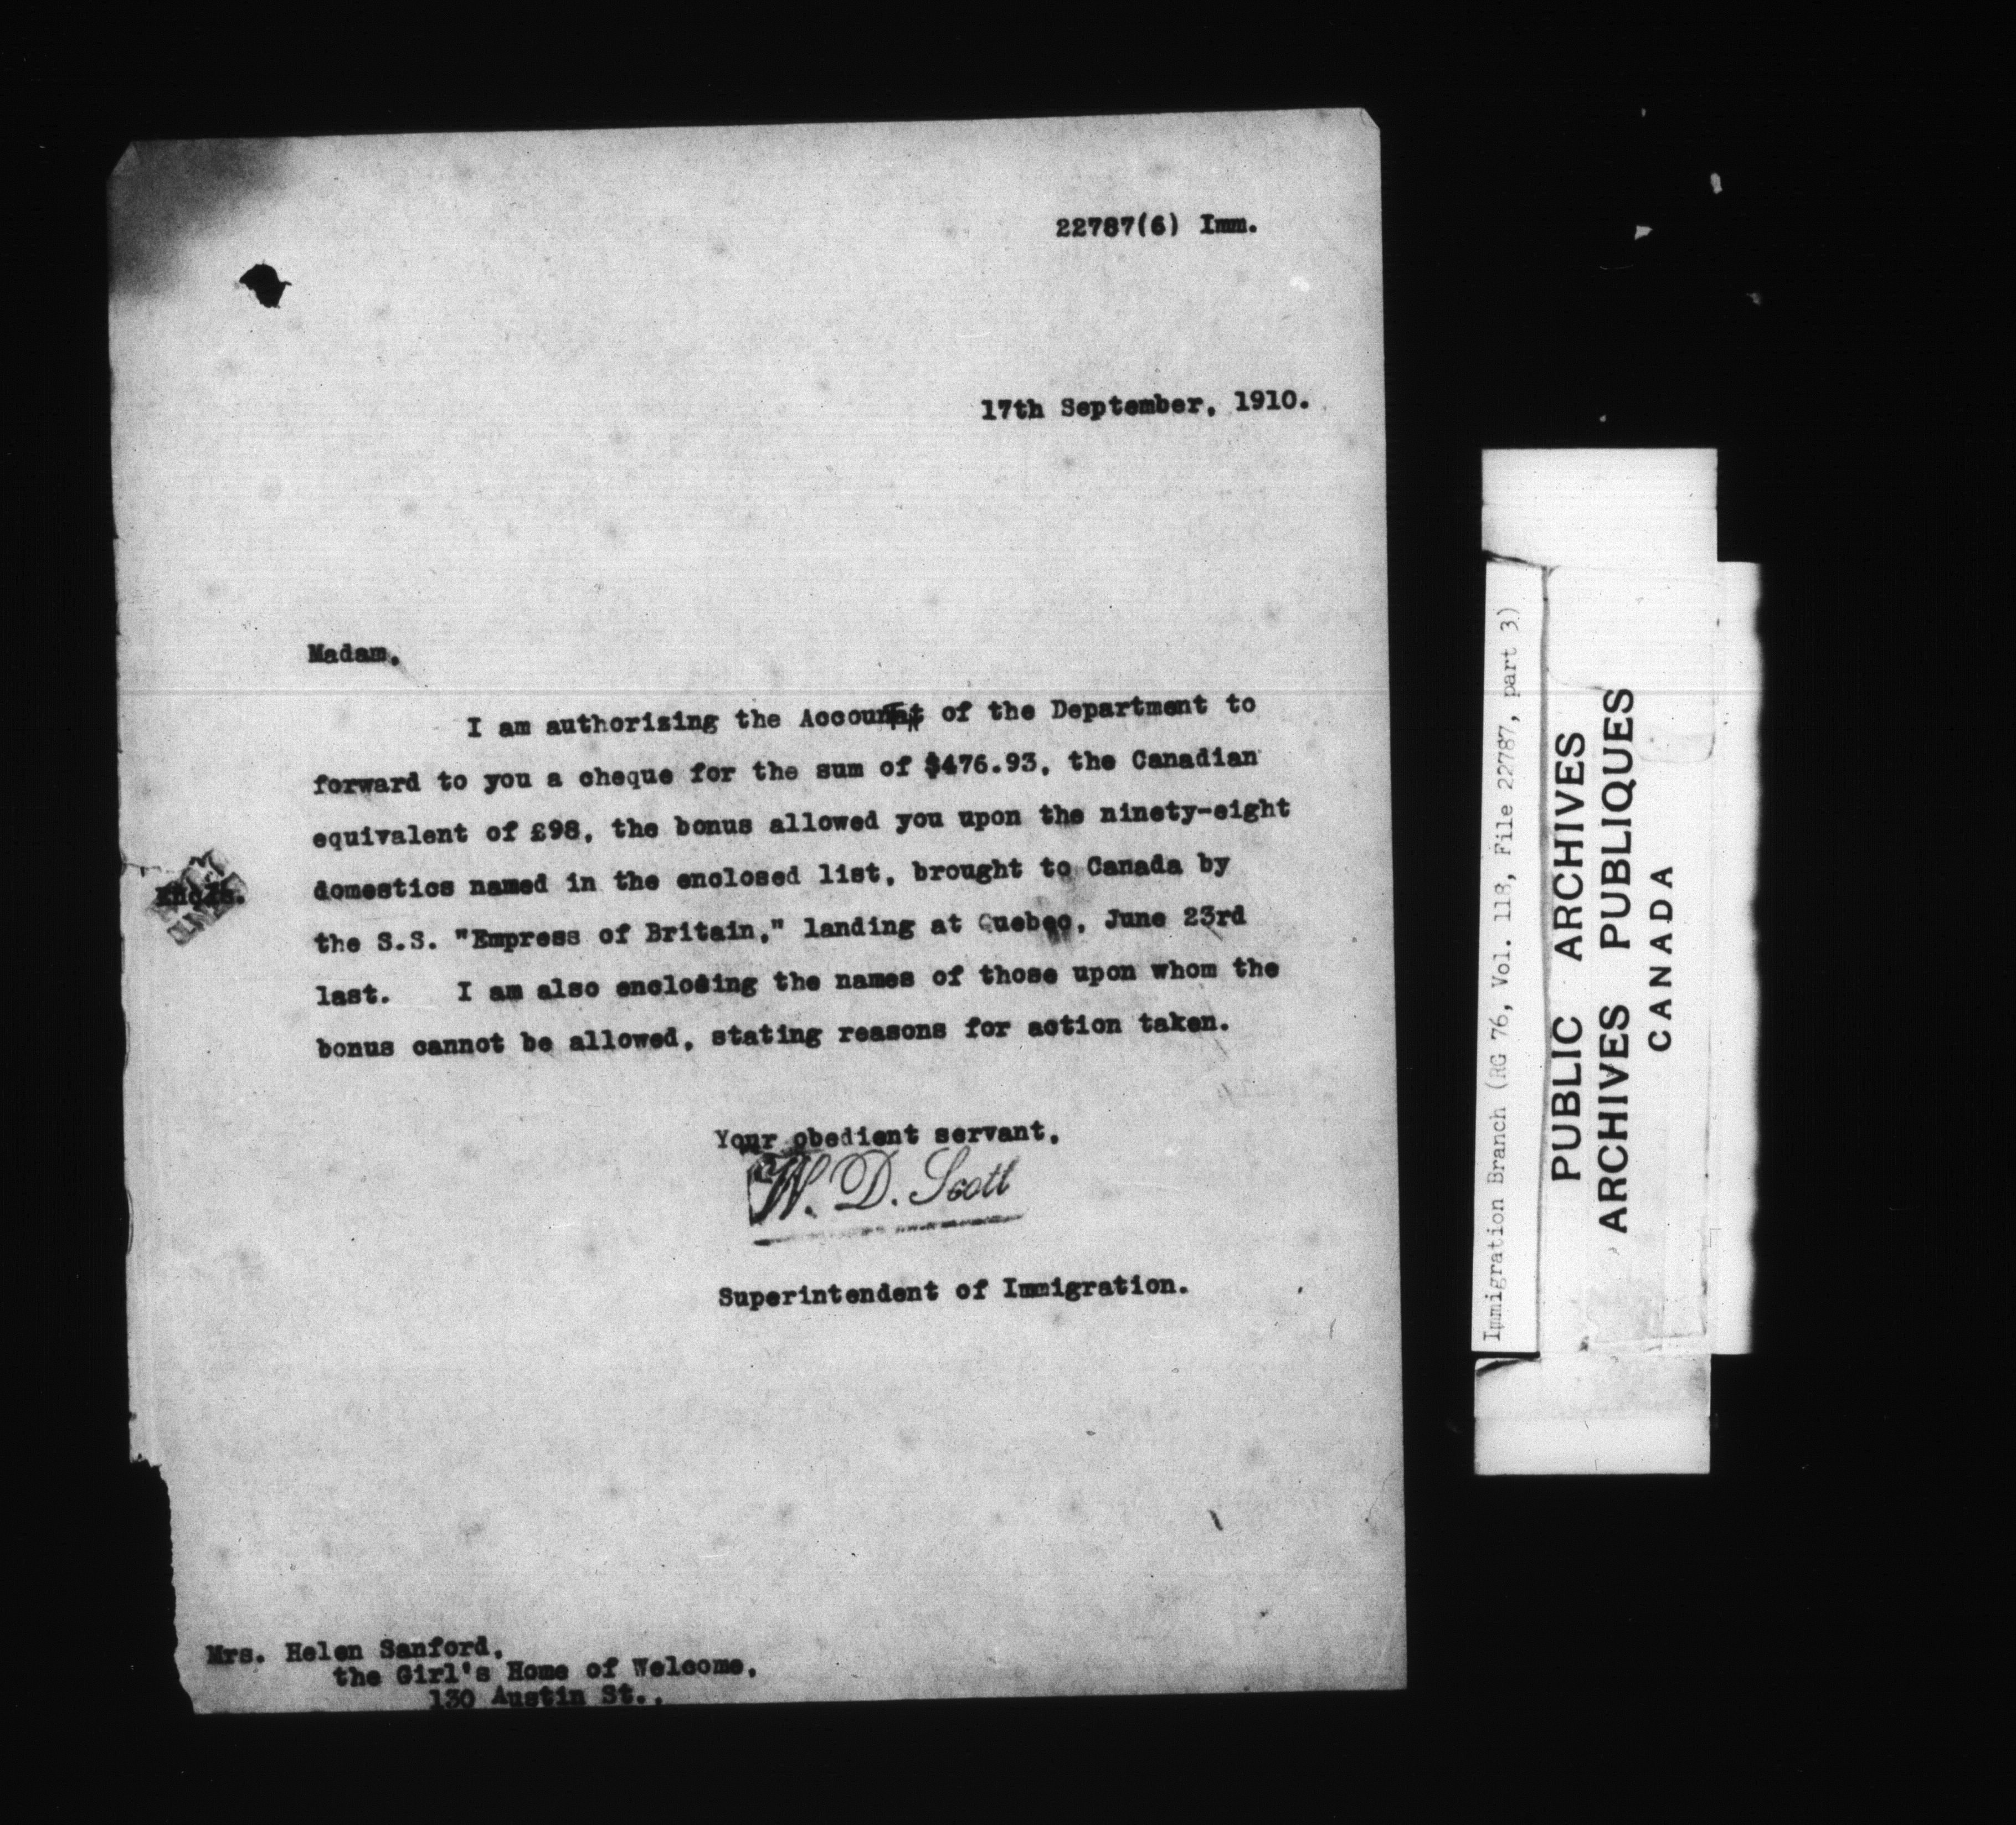 22787(6) Imm.
17th September, 1910.
Madam,
I am authorizing the Accountant of the Department to
forward to you a cheque for the sum of $476.93, the Canadian
equivalent of £98, the bonus allowed you upon the ninety-eight
domestics named in the enclosed list, brought to Canada by
Encls.
the S.S. "Empress of Britain," landing at Quebec, June 23rd
last. I am also enclosing the names of those upon whom the
bonus cannot be allowed, stating reasons for action taken.
Your obedient servant,
W. D. Scott
Superintendent of Immigration.
Mrs. Helen Sanford,
the Girl's Home of Welcome,
130 Austin St.,
Immigration Branch (RG 76, Vol. 118, File 22787, part 3)
PUBLIC ARCHIVES
ARCHIVES PUBLIQUES
CANADA